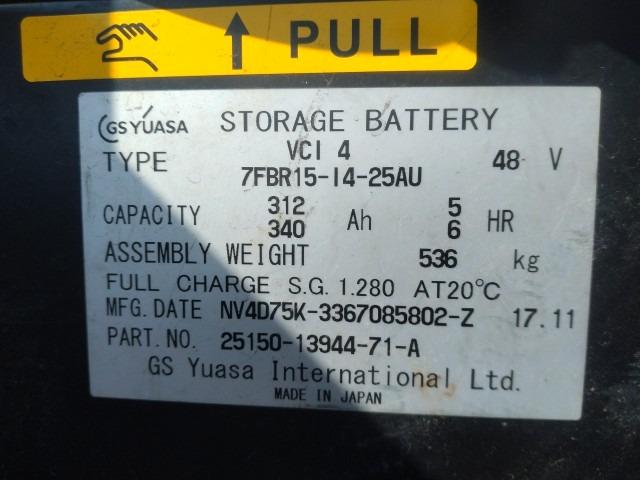 PULL
GS YUASA STORAGE BATTERY
TYPE VCI 4 48 V
7FBR15-14-25AU
CAPACITY 312 Ah 5 HR
340 6
ASSEMBLY WEIGHT 536 kg
FULL CHARGE S.G. 1.280 AT20℃
MFG. DATE NV4D75K-3367085802-Z 17.11
PART. NO. 25150-13944-71-A
GS Yuasa International Ltd.
MADE IN JAPAN